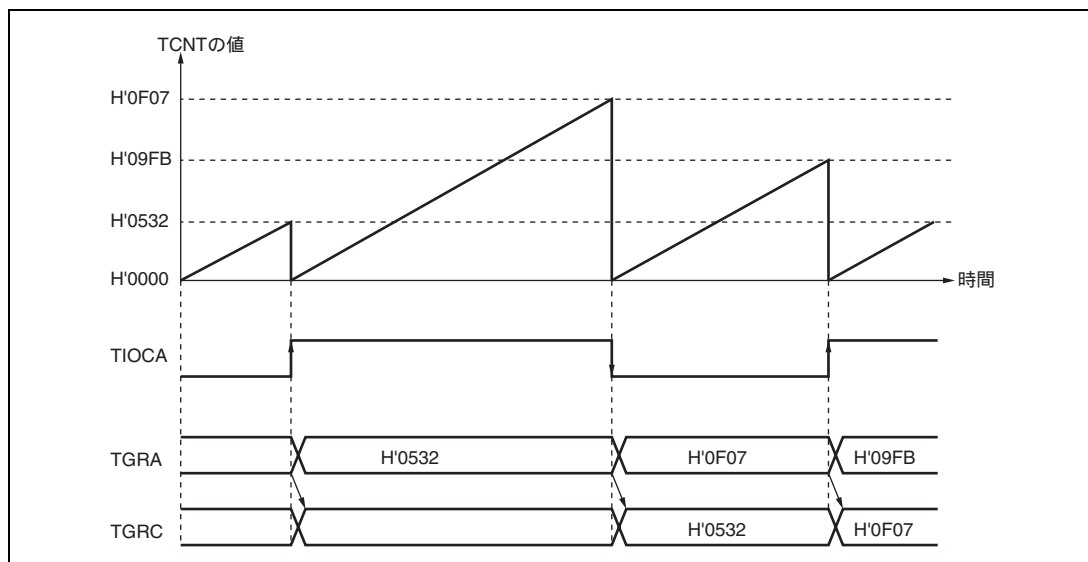 TCNTの値
H'0F07
H'09FB
H'0532
H'0000
時間
TIOCA
TGRA
H'0532
H'0F07
H'09FB
TGRC
H'0532
H'0F07